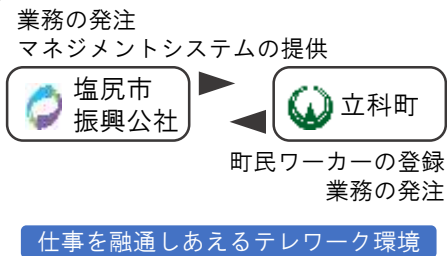 業務の発注
マネジメントシステムの提供
塩尻市
振興公社
立科町
町民ワーカーの登録
業務の発注
仕事を融通しあえるテレワーク環境